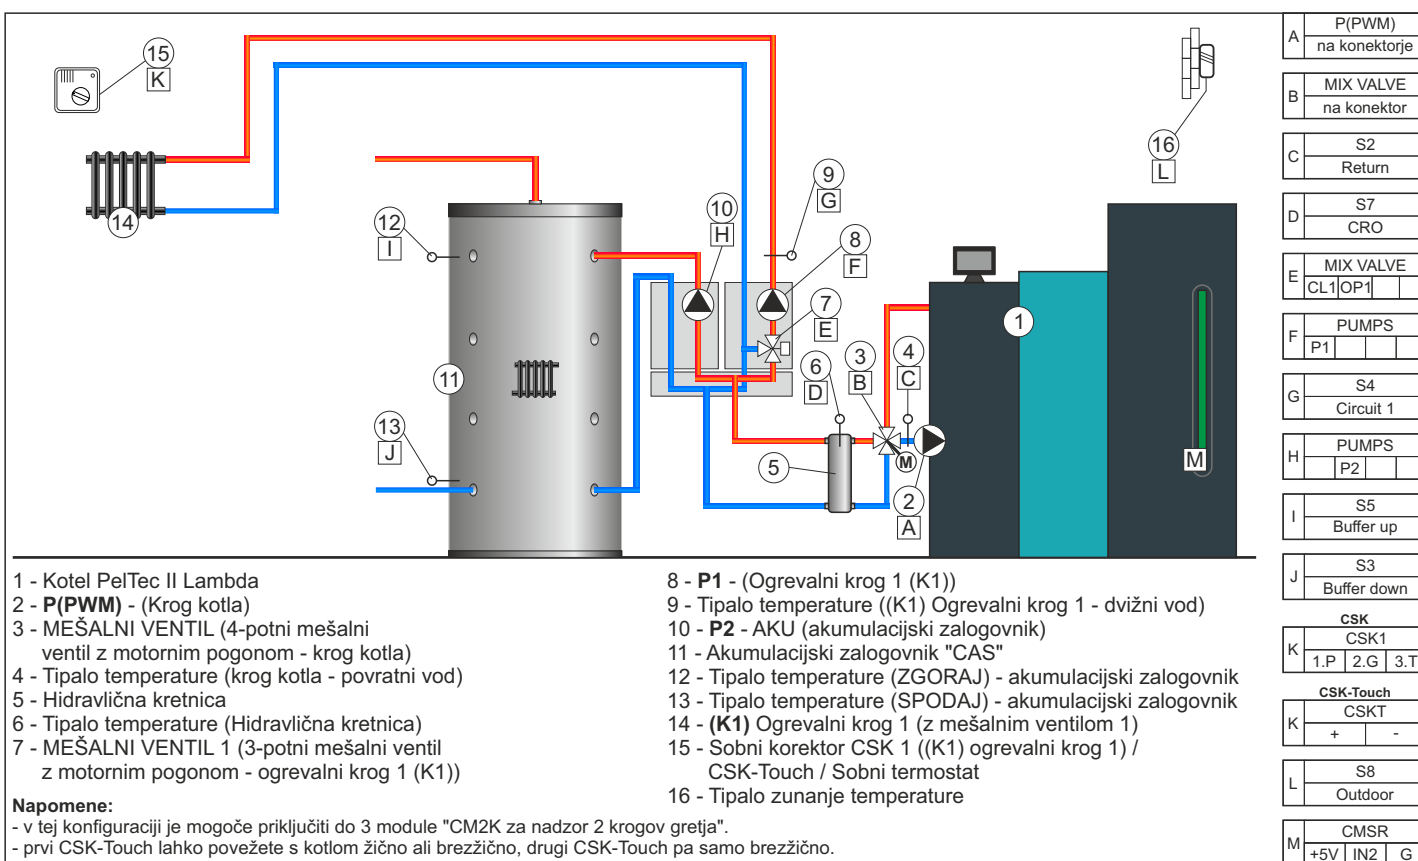 15
K
14
12
I
11
13
J
10
H
9
G
8
F
7
E
6
D
3
B
4
C
5
M
2
A
1
16
L
M
1 - Kotel PelTec II Lambda
2 - P(PWM) - (Krog kotla)
3 - MEŠALNI VENTIL (4-potni mešalni
ventil z motornim pogonom - krog kotla)
4 - Tipalo temperature (krog kotla - povratni vod)
5 - Hidravlična kretnica
6 - Tipalo temperature (Hidravlična kretnica)
7 - MEŠALNI VENTIL 1 (3-potni mešalni ventil
z motornim pogonom - ogrevalni krog 1 (K1))
8 - P1 - (Ogrevalni krog 1 (K1))
9 - Tipalo temperature ((K1) Ogrevalni krog 1 - dvižni vod)
10 - P2 - AKU (akumulacijski zalogovnik)
11 - Akumulacijski zalogovnik "CAS"
12 - Tipalo temperature (ZGORAJ) - akumulacijski zalogovnik
13 - Tipalo temperature (SPODAJ) - akumulacijski zalogovnik
14 - (K1) Ogrevalni krog 1 (z mešalnim ventilom 1)
15 - Sobni korektor CSK 1 ((K1) ogrevalni krog 1) /
CSK-Touch / Sobni termostat
16 - Tipalo zunanje temperature
Napomene:
- v tej konfiguraciji je mogoče priključiti do 3 module "CM2K za nadzor 2 krogov gretja".
- prvi CSK-Touch lahko povežete s kotlom žično ali brezžično, drugi CSK-Touch pa samo brezžično.
A
P(PWM)
na konektorje
B
MIX VALVE
na konektor
C
S2
Return
D
S7
CRO
E
MIX VALVE
CL1 OP1
F
PUMPS
P1
G
S4
Circuit 1
H
PUMPS
P2
I
S5
Buffer up
J
S3
Buffer down
CSK
K
CSK1
1.P 2.G 3.T
CSK-Touch
K
CSKT
+ -
L
S8
Outdoor
M
CMSR
+5V IN2 G